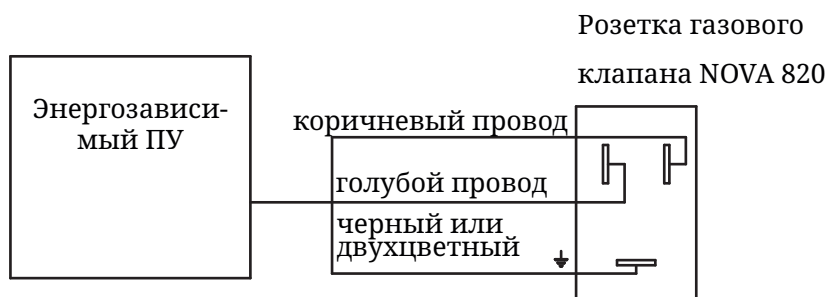 Розетка газового
клапана NOVA 820
Энергозависи-
мый ПУ
коричневый провод
голубой провод
черный или
двухцветный